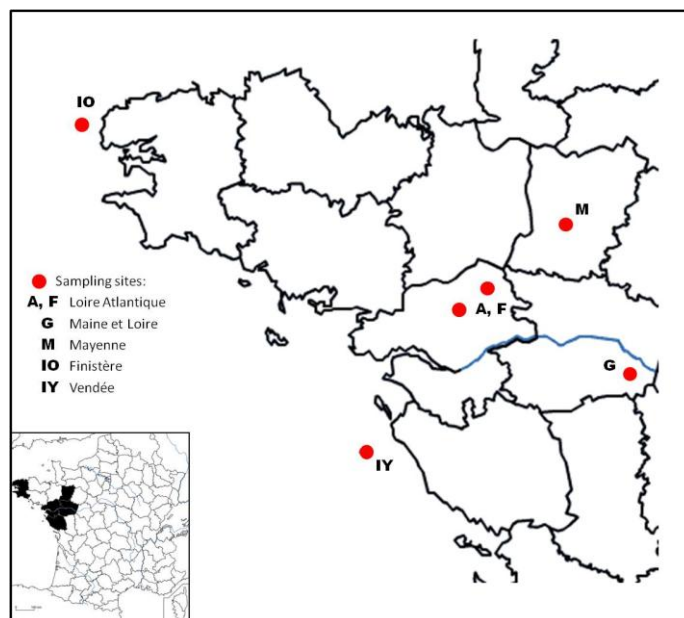 IO
M
Sampling sites:
A, F Loire Atlantique
G Maine et Loire
M Mayenne
IO Finistère
IY Vendée
A, F
G
IY